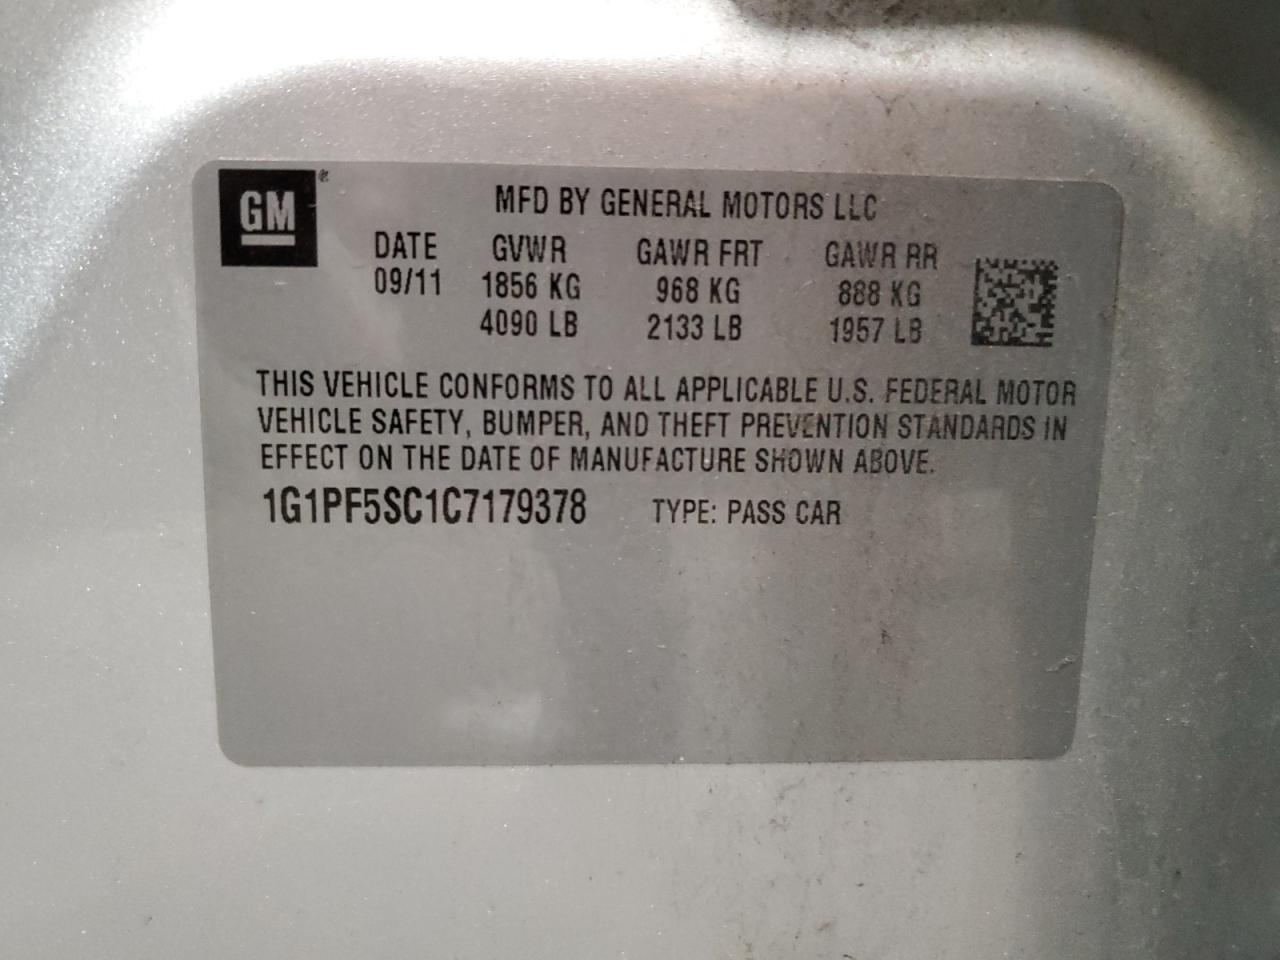 GM®
MFD BY GENERAL MOTORS LLC
DATE GVWR GAWR FRT GAWR RR
09/11 1856 KG 968 KG 888 KG
4090 LB 2133 LB 1957 LB
THIS VEHICLE CONFORMS TO ALL APPLICABLE U.S. FEDERAL MOTOR
VEHICLE SAFETY, BUMPER, AND THEFT PREVENTION STANDARDS IN
EFFECT ON THE DATE OF MANUFACTURE SHOWN ABOVE.
1G1PF5SC1C7179378 TYPE: PASS CAR